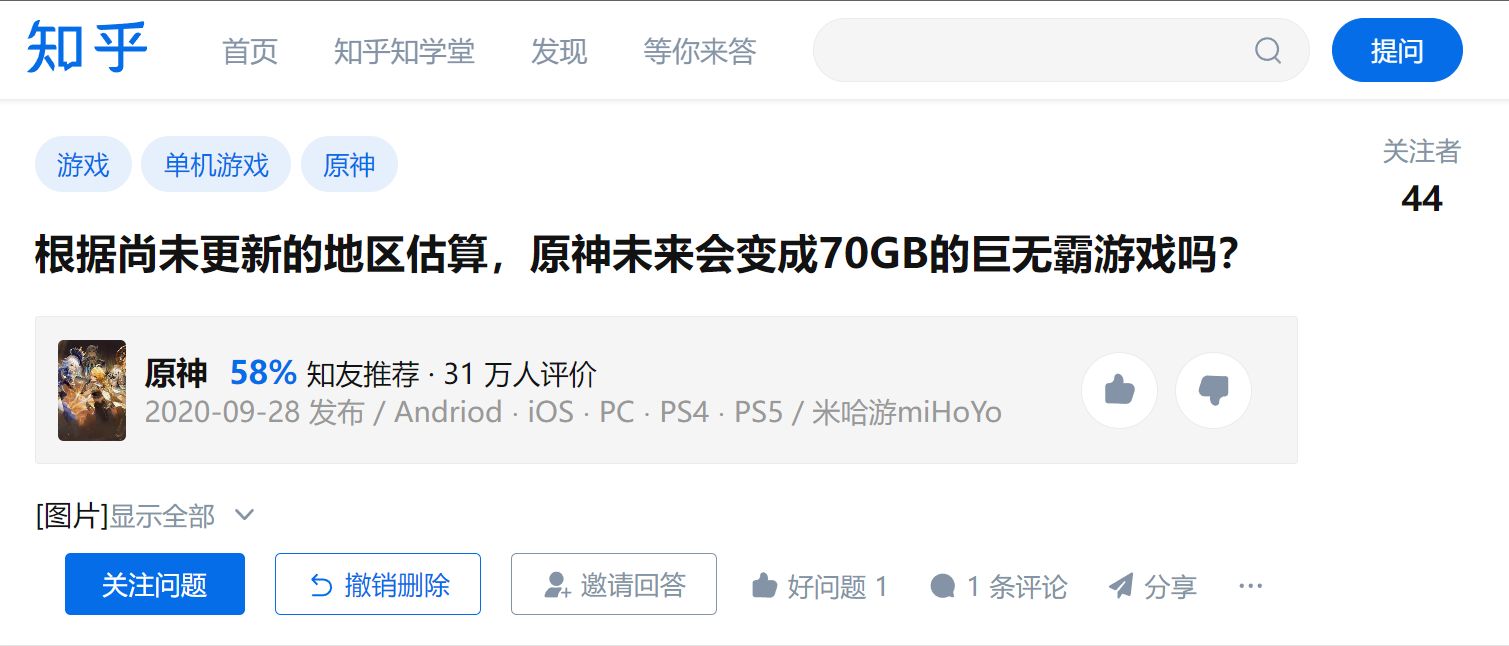 知乎 首页 知乎知学堂 发现 等你来答 提问
游戏 单机游戏 原神
关注者
44
根据尚未更新的地区估算，原神未来会变成70GB的巨无霸游戏吗？
原神 58% 知友推荐 · 31 万人评价
2020-09-28 发布 / Andriod · iOS · PC · PS4 · PS5 / 米哈游miHoYo
[图片]显示全部
关注问题 撤销删除 邀请回答 好问题 1 1 条评论 分享 ···